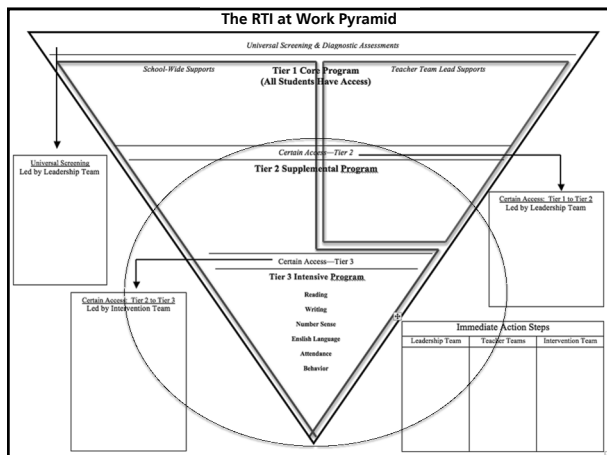 The RTI at Work Pyramid
Universal Screening & Diagnostic Assessments
School-Wide Supports
Tier 1 Core Program
(All Students Have Access)
Teacher Team Lead Supports
Certain Access—Tier 2
Tier 2 Supplemental Program
Universal Screening
Led by Leadership Team
Certain Access: Tier 1 to Tier 2
Led by Leadership Team
Certain Access—Tier 3
Tier 3 Intensive Program
Reading
Writing
Number Sense
Enslish Language
Attendance
Behavior
Certain Access: Tier 2 to Tier 3
Led by Intervention Team
Immediate Action Steps
Leadership Team
Teacher Teams
Intervention Team